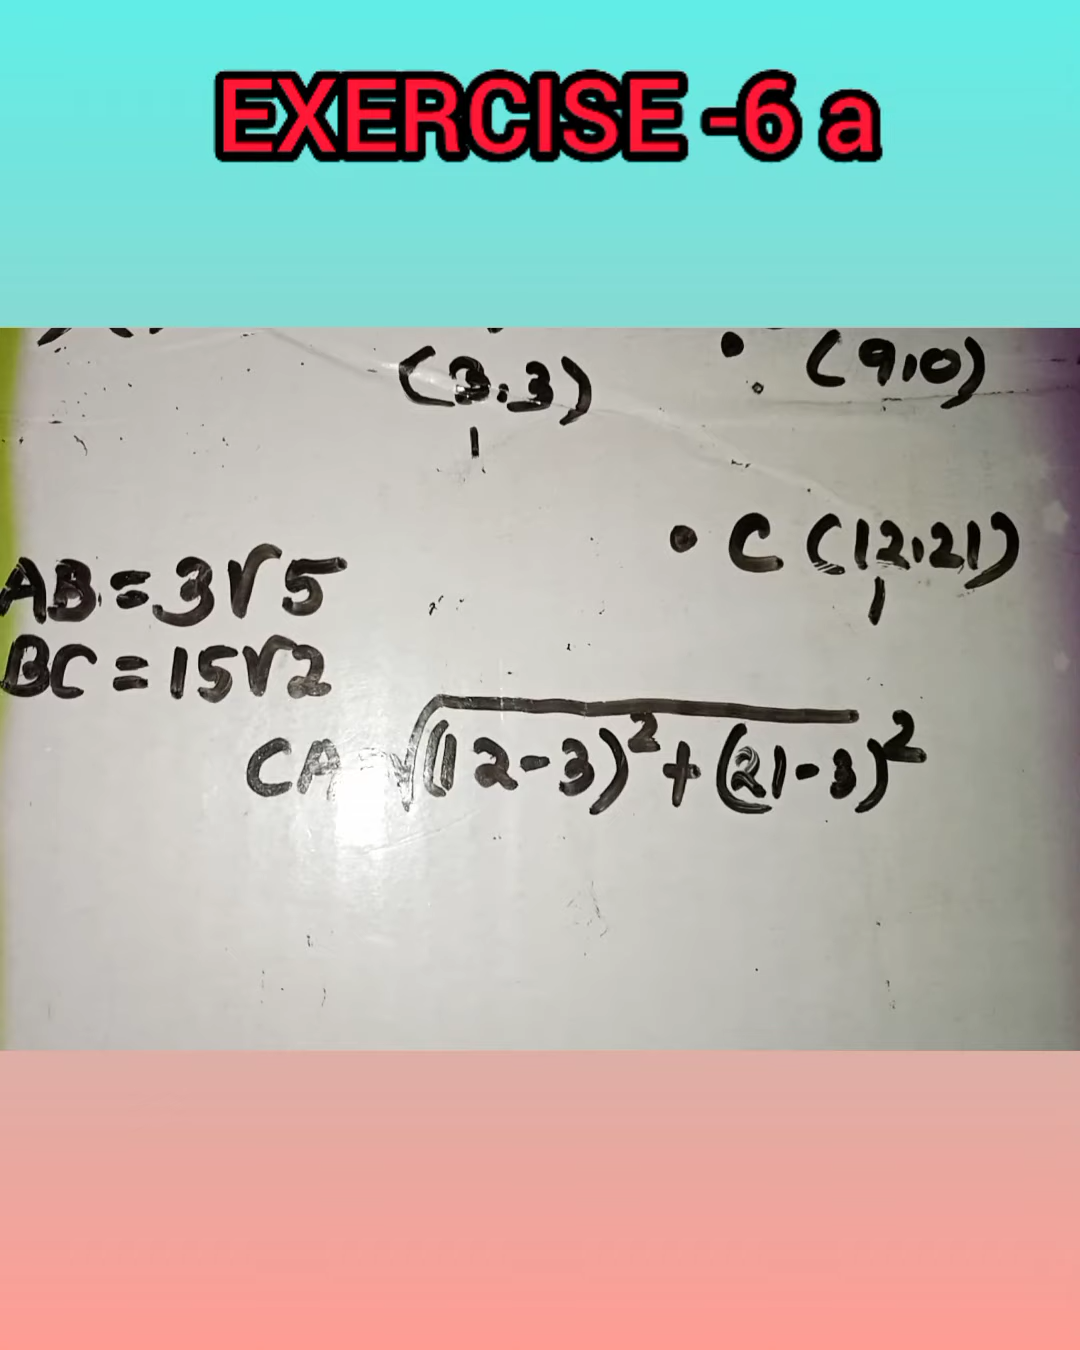 EXERCISE -6 a
(3,3)
(9,0)
C (12,21)
AB = 3√5
BC = 15√2
CA = √(12-3)²+(21-3)²